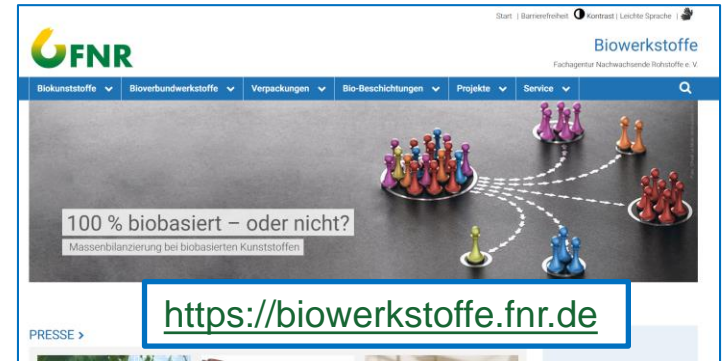 Start | Barrierefreiheit Kontrast | Leichte Sprache |
FNR
Biowerkstoffe
Fachagentur Nachwachsende Rohstoffe e. V.
Biokunststoffe Bioverbundwerkstoffe Verpackungen Bio-Beschichtungen Projekte Service
100 % biobasiert – oder nicht?
Massenbilanzierung bei biobasierten Kunststoffen
https://biowerkstoffe.fnr.de
PRESSE >